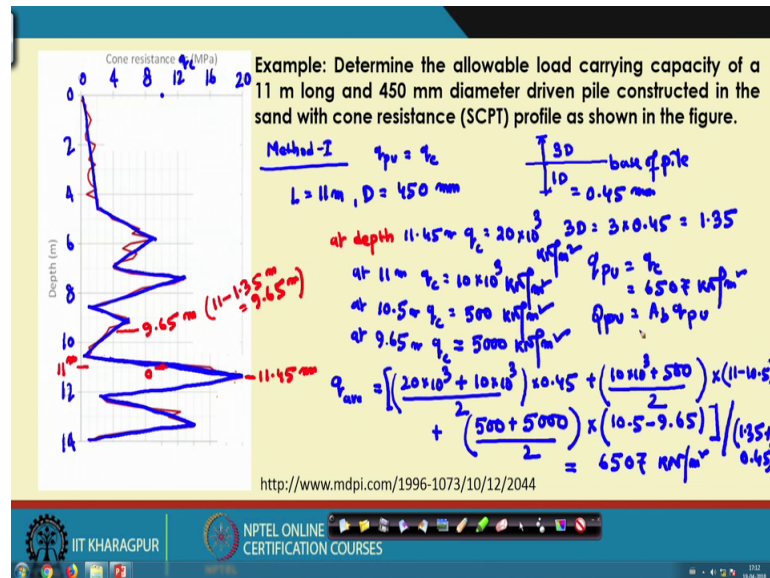 Cone resistance qc (MPa)
0 4 8 12 16 20
Depth (m)
0
2
4
6
8
10
11m
12
14
9.65 m (11-1.35 m
= 9.65 m)
11.45 m
Example: Determine the allowable load carrying capacity of a
11 m long and 450 mm diameter driven pile constructed in the
sand with cone resistance (SCPT) profile as shown in the figure.
Method-I qpu = qc
L = 11m, D = 450 mm
3D
base of pile
1D
= 0.45 mm
3D = 3×0.45 = 1.35
at depth 11.45 m qc = 20×10³ kN/m²
at 11 m qc = 10×10³ kN/m²
at 10.5 m qc = 500 kN/m²
at 9.65 m qc = 5000 kN/m²
qpu = qc
= 6507 kN/m²
Qpu = Ab qpu
qave = [(20×10³ + 10×10³)/2 × 0.45 + (10×10³ + 500)/2 × (11-10.5)
+ (500 + 5000)/2 × (10.5 - 9.65)] / (1.35+
0.45
= 6507 kN/m²
http://www.mdpi.com/1996-1073/10/12/2044
IIT KHARAGPUR
NPTEL ONLINE
CERTIFICATION COURSES
NPTEL
17:12